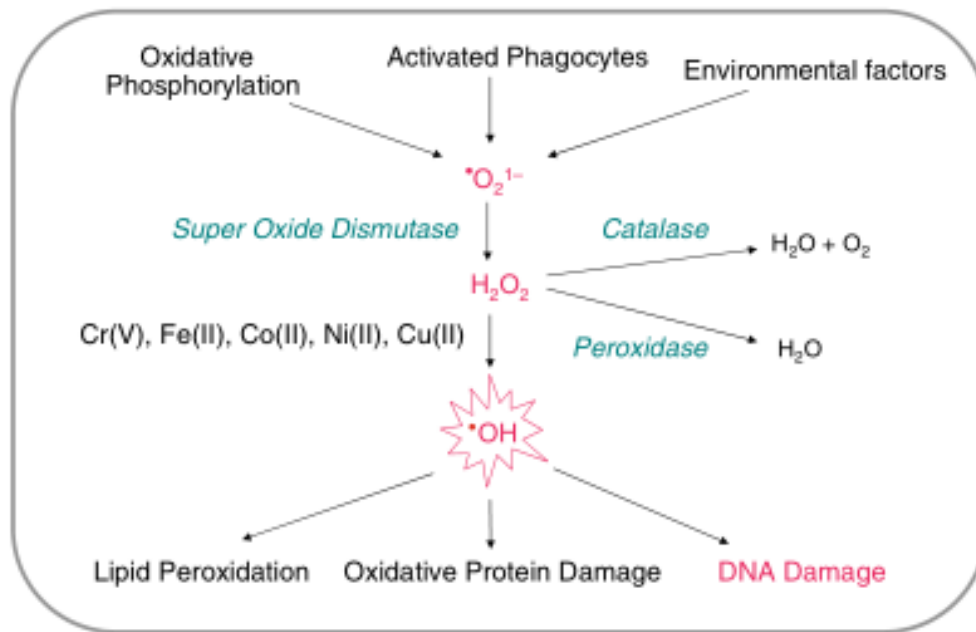 Oxidative
Phosphorylation
Activated Phagocytes
Environmental factors
•O₂¹⁻
Super Oxide Dismutase
Catalase
H₂O + O₂
H₂O₂
Cr(V), Fe(II), Co(II), Ni(II), Cu(II)
Peroxidase
H₂O
•OH
Lipid Peroxidation
Oxidative Protein Damage
DNA Damage